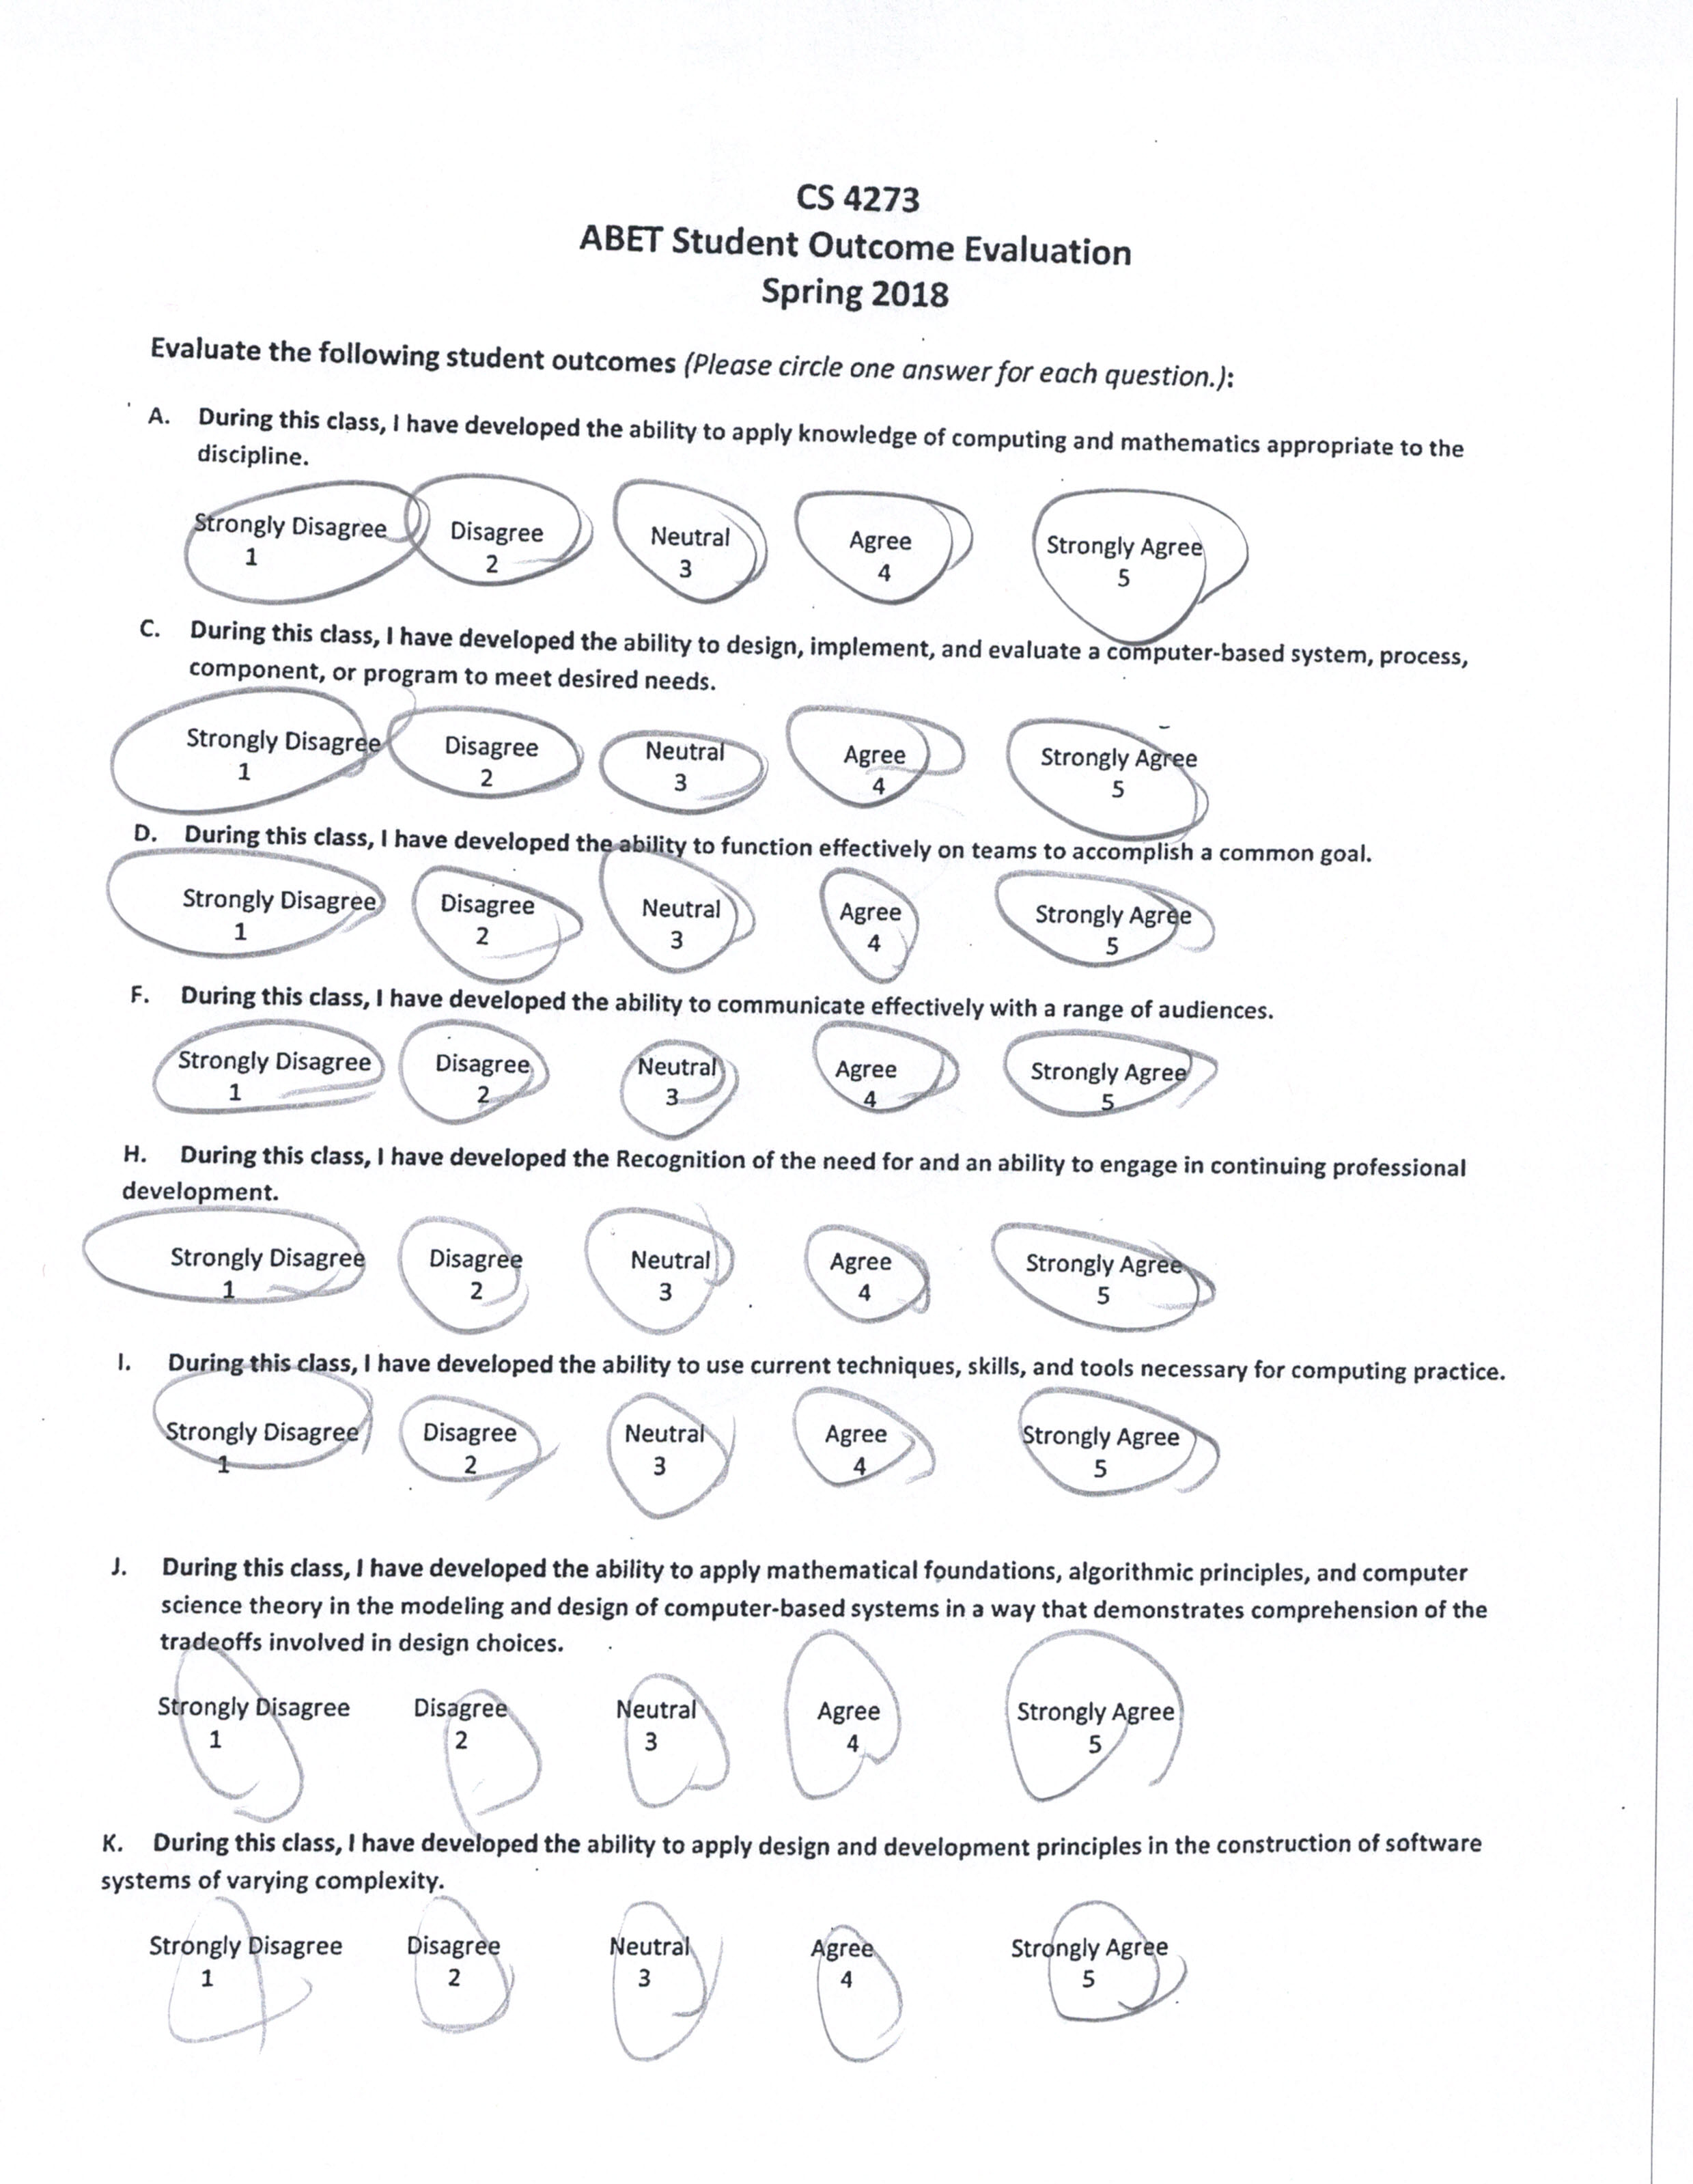 CS 4273
ABET Student Outcome Evaluation
Spring 2018
Evaluate the following student outcomes (Please circle one answer for each question.):
A. During this class, I have developed the ability to apply knowledge of computing and mathematics appropriate to the
discipline.
Strongly Disagree Disagree Neutral Agree Strongly Agree
1 2 3 4 5
C. During this class, I have developed the ability to design, implement, and evaluate a computer-based system, process,
component, or program to meet desired needs.
Strongly Disagree Disagree Neutral Agree Strongly Agree
1 2 3 4 5
D. During this class, I have developed the ability to function effectively on teams to accomplish a common goal.
Strongly Disagree Disagree Neutral Agree Strongly Agree
1 2 3 4 5
F. During this class, I have developed the ability to communicate effectively with a range of audiences.
Strongly Disagree Disagree Neutral Agree Strongly Agree
1 2 3 4 5
H. During this class, I have developed the Recognition of the need for and an ability to engage in continuing professional
development.
Strongly Disagree Disagree Neutral Agree Strongly Agree
1 2 3 4 5
I. During this class, I have developed the ability to use current techniques, skills, and tools necessary for computing practice.
Strongly Disagree Disagree Neutral Agree Strongly Agree
1 2 3 4 5
J. During this class, I have developed the ability to apply mathematical foundations, algorithmic principles, and computer
science theory in the modeling and design of computer-based systems in a way that demonstrates comprehension of the
tradeoffs involved in design choices.
Strongly Disagree Disagree Neutral Agree Strongly Agree
1 2 3 4 5
K. During this class, I have developed the ability to apply design and development principles in the construction of software
systems of varying complexity.
Strongly Disagree Disagree Neutral Agree Strongly Agree
1 2 3 4 5